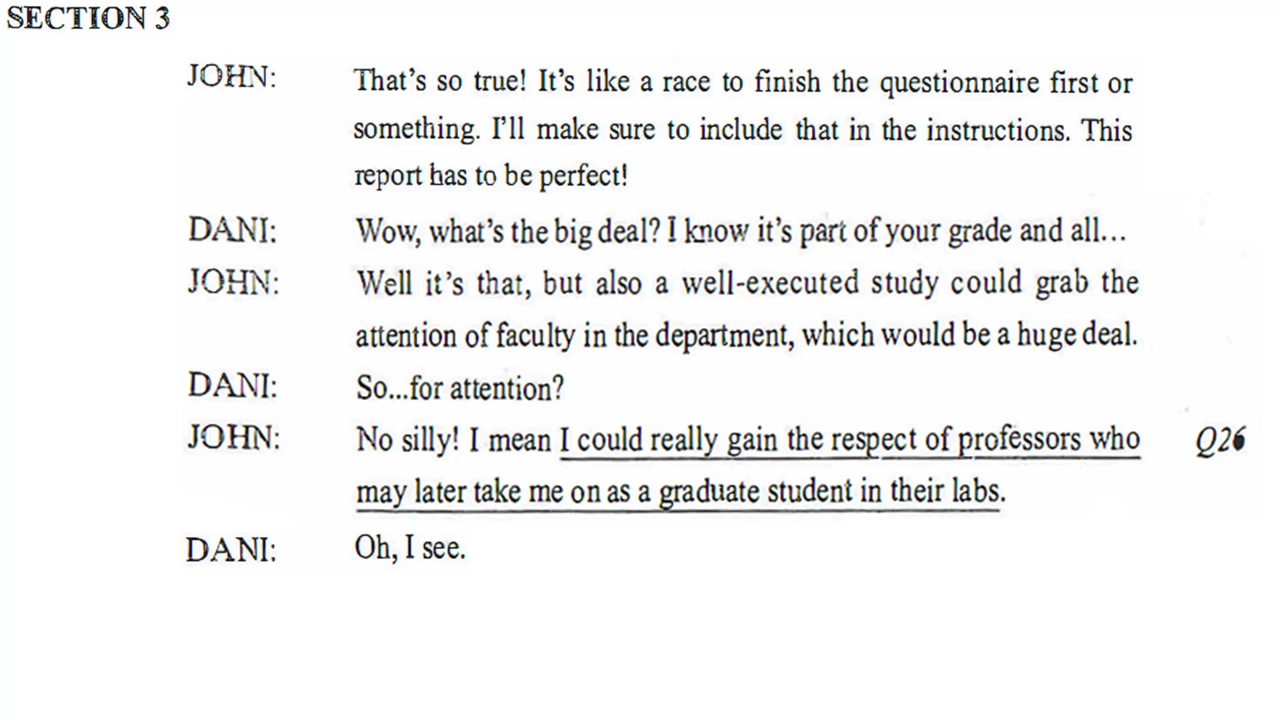 SECTION 3
JOHN: That's so true! It's like a race to finish the questionnaire first or
something. I'll make sure to include that in the instructions. This
report has to be perfect!
DANI: Wow, what's the big deal? I know it's part of your grade and all...
JOHN: Well it's that, but also a well-executed study could grab the
attention of faculty in the department, which would be a huge deal.
DANI: So...for attention?
JOHN: No silly! I mean I could really gain the respect of professors who Q26
may later take me on as a graduate student in their labs.
DANI: Oh, I see.